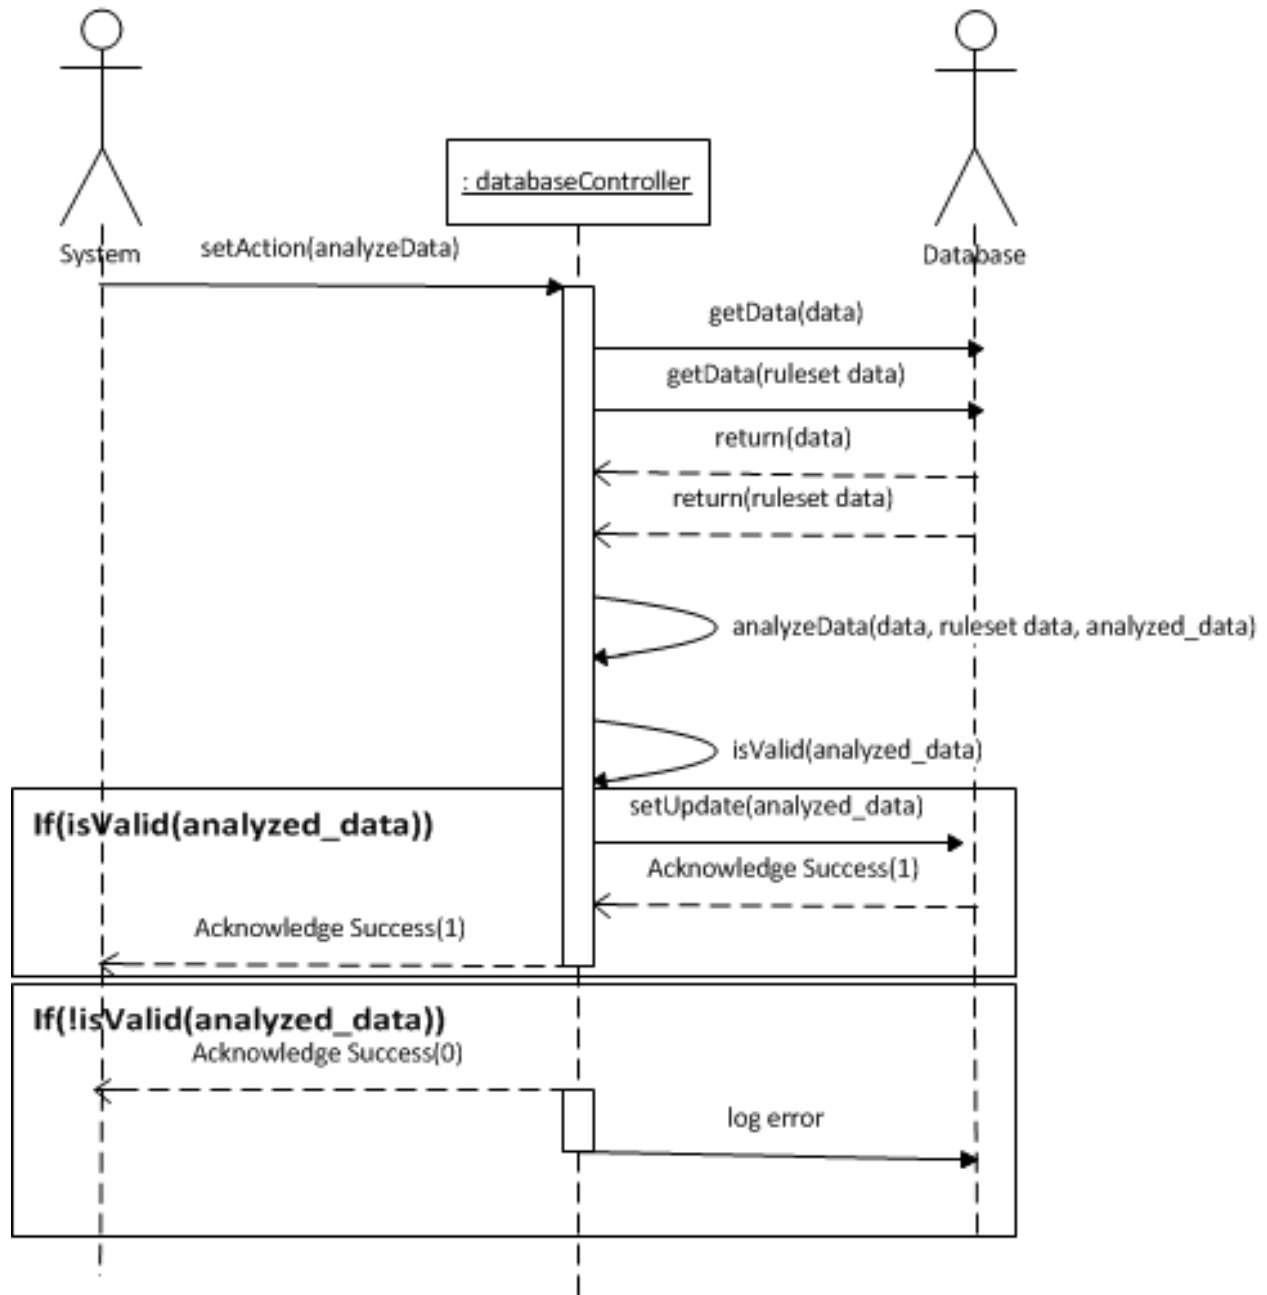 : databaseController
System
setAction(analyzeData)
Database
getData(data)
getData(ruleset data)
return(data)
return(ruleset data)
analyzeData(data, ruleset data, analyzed_data)
isValid(analyzed_data)
setUpdate(analyzed_data)
If(isValid(analyzed_data))
Acknowledge Success(1)
Acknowledge Success(1)
If(!isValid(analyzed_data))
Acknowledge Success(0)
log error